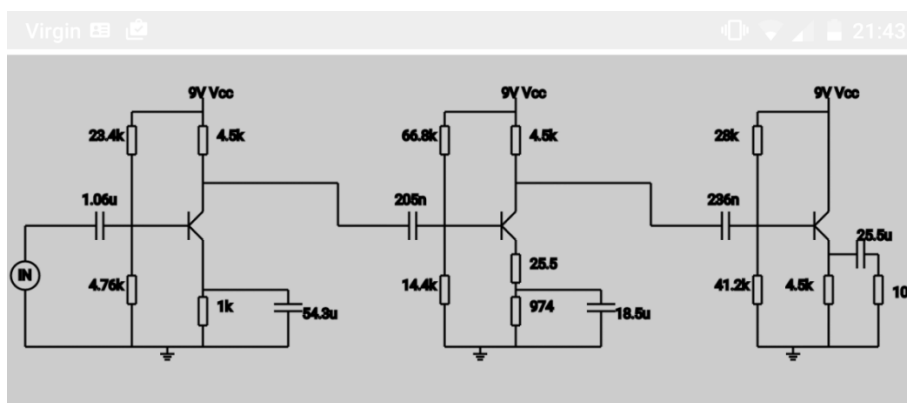 Virgin 21:43
9V Vcc 9V Vcc 9V Vcc
23.4k 4.5k 66.8k 4.5k 28k
1.06u 205n 236n
25.5u
IN 4.76k 1k 54.3u 14.4k 25.5 974 18.5u 41.2k 4.5k 10